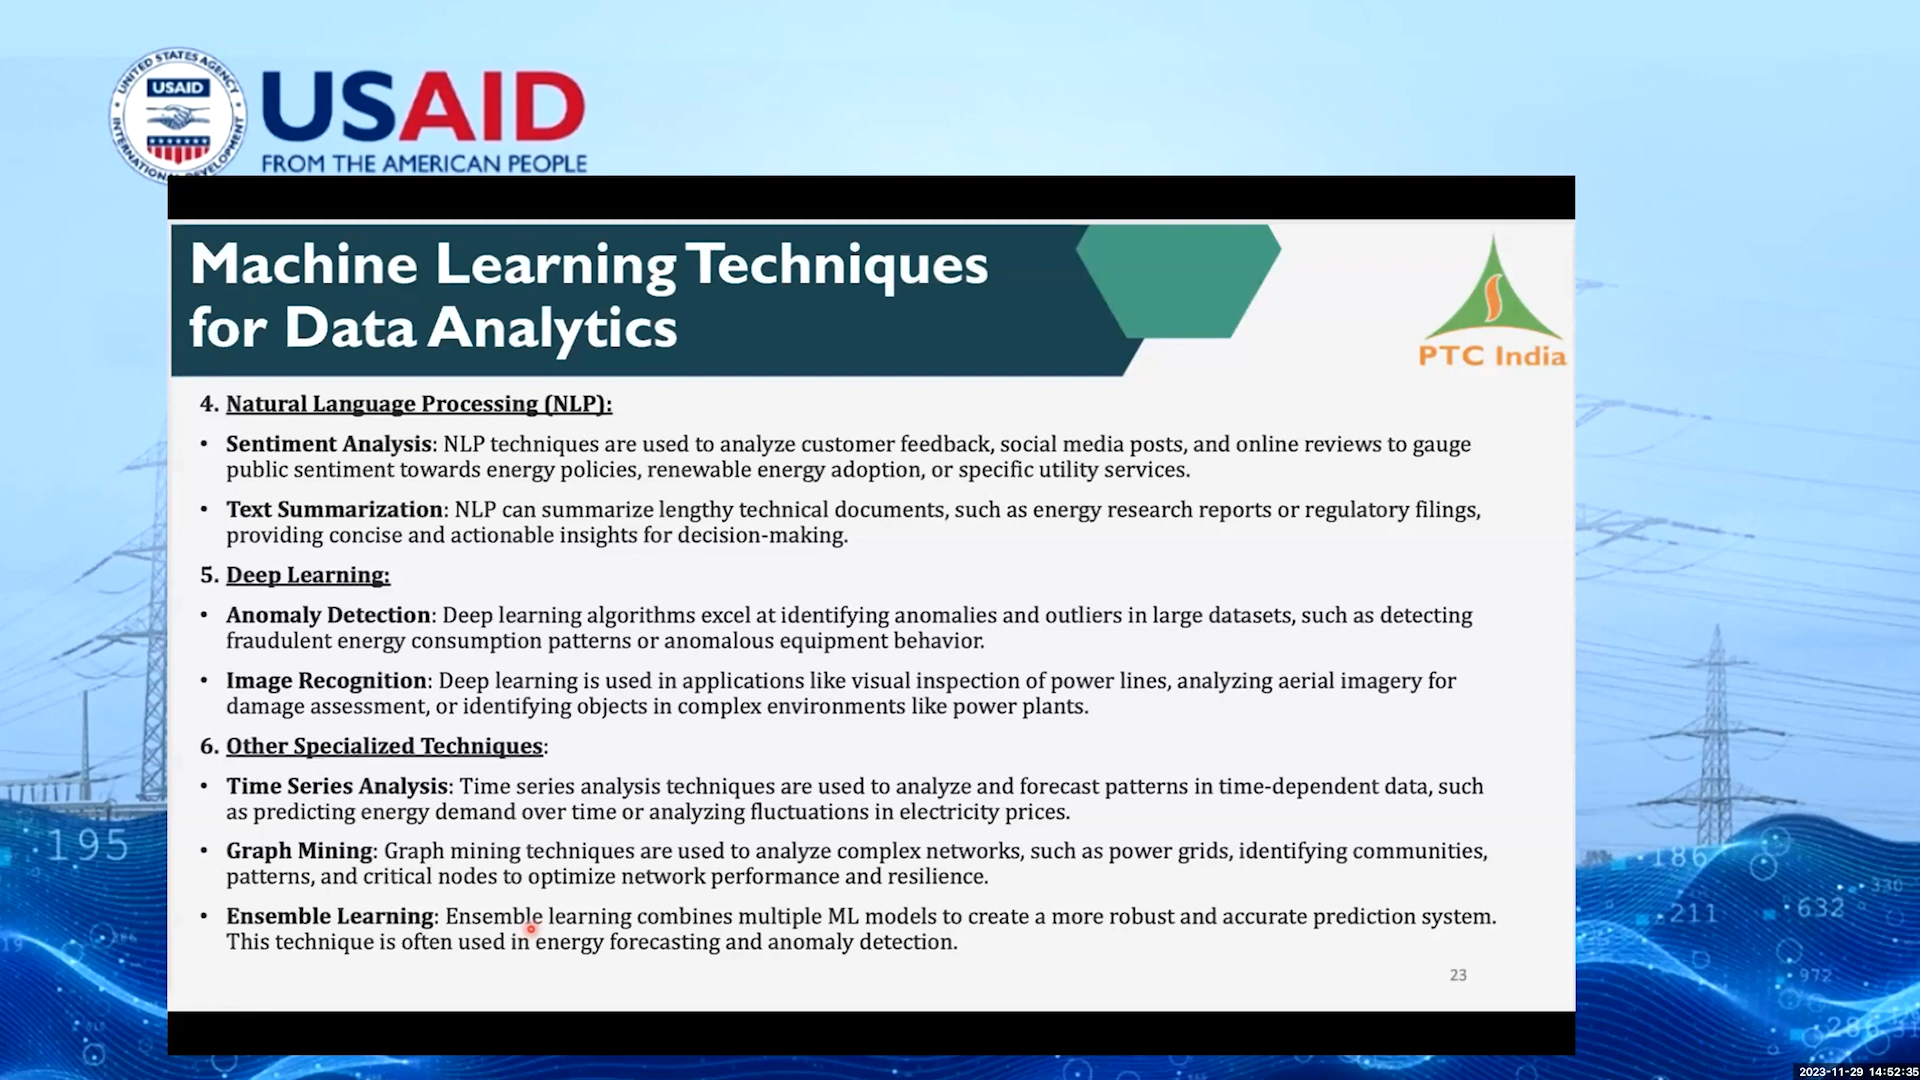 UNITED STATES AGENCY
USAID
INTERNATIONAL DEVELOPMENT
USAID
FROM THE AMERICAN PEOPLE
Machine Learning Techniques
for Data Analytics
PTC India
4. Natural Language Processing (NLP):
• Sentiment Analysis: NLP techniques are used to analyze customer feedback, social media posts, and online reviews to gauge
public sentiment towards energy policies, renewable energy adoption, or specific utility services.
• Text Summarization: NLP can summarize lengthy technical documents, such as energy research reports or regulatory filings,
providing concise and actionable insights for decision-making.
5. Deep Learning:
• Anomaly Detection: Deep learning algorithms excel at identifying anomalies and outliers in large datasets, such as detecting
fraudulent energy consumption patterns or anomalous equipment behavior.
• Image Recognition: Deep learning is used in applications like visual inspection of power lines, analyzing aerial imagery for
damage assessment, or identifying objects in complex environments like power plants.
6. Other Specialized Techniques:
• Time Series Analysis: Time series analysis techniques are used to analyze and forecast patterns in time-dependent data, such
as predicting energy demand over time or analyzing fluctuations in electricity prices.
• Graph Mining: Graph mining techniques are used to analyze complex networks, such as power grids, identifying communities,
patterns, and critical nodes to optimize network performance and resilience.
• Ensemble Learning: Ensemble learning combines multiple ML models to create a more robust and accurate prediction system.
This technique is often used in energy forecasting and anomaly detection.
23
195
186
330
211
632
972
2023-11-29 14:52:35